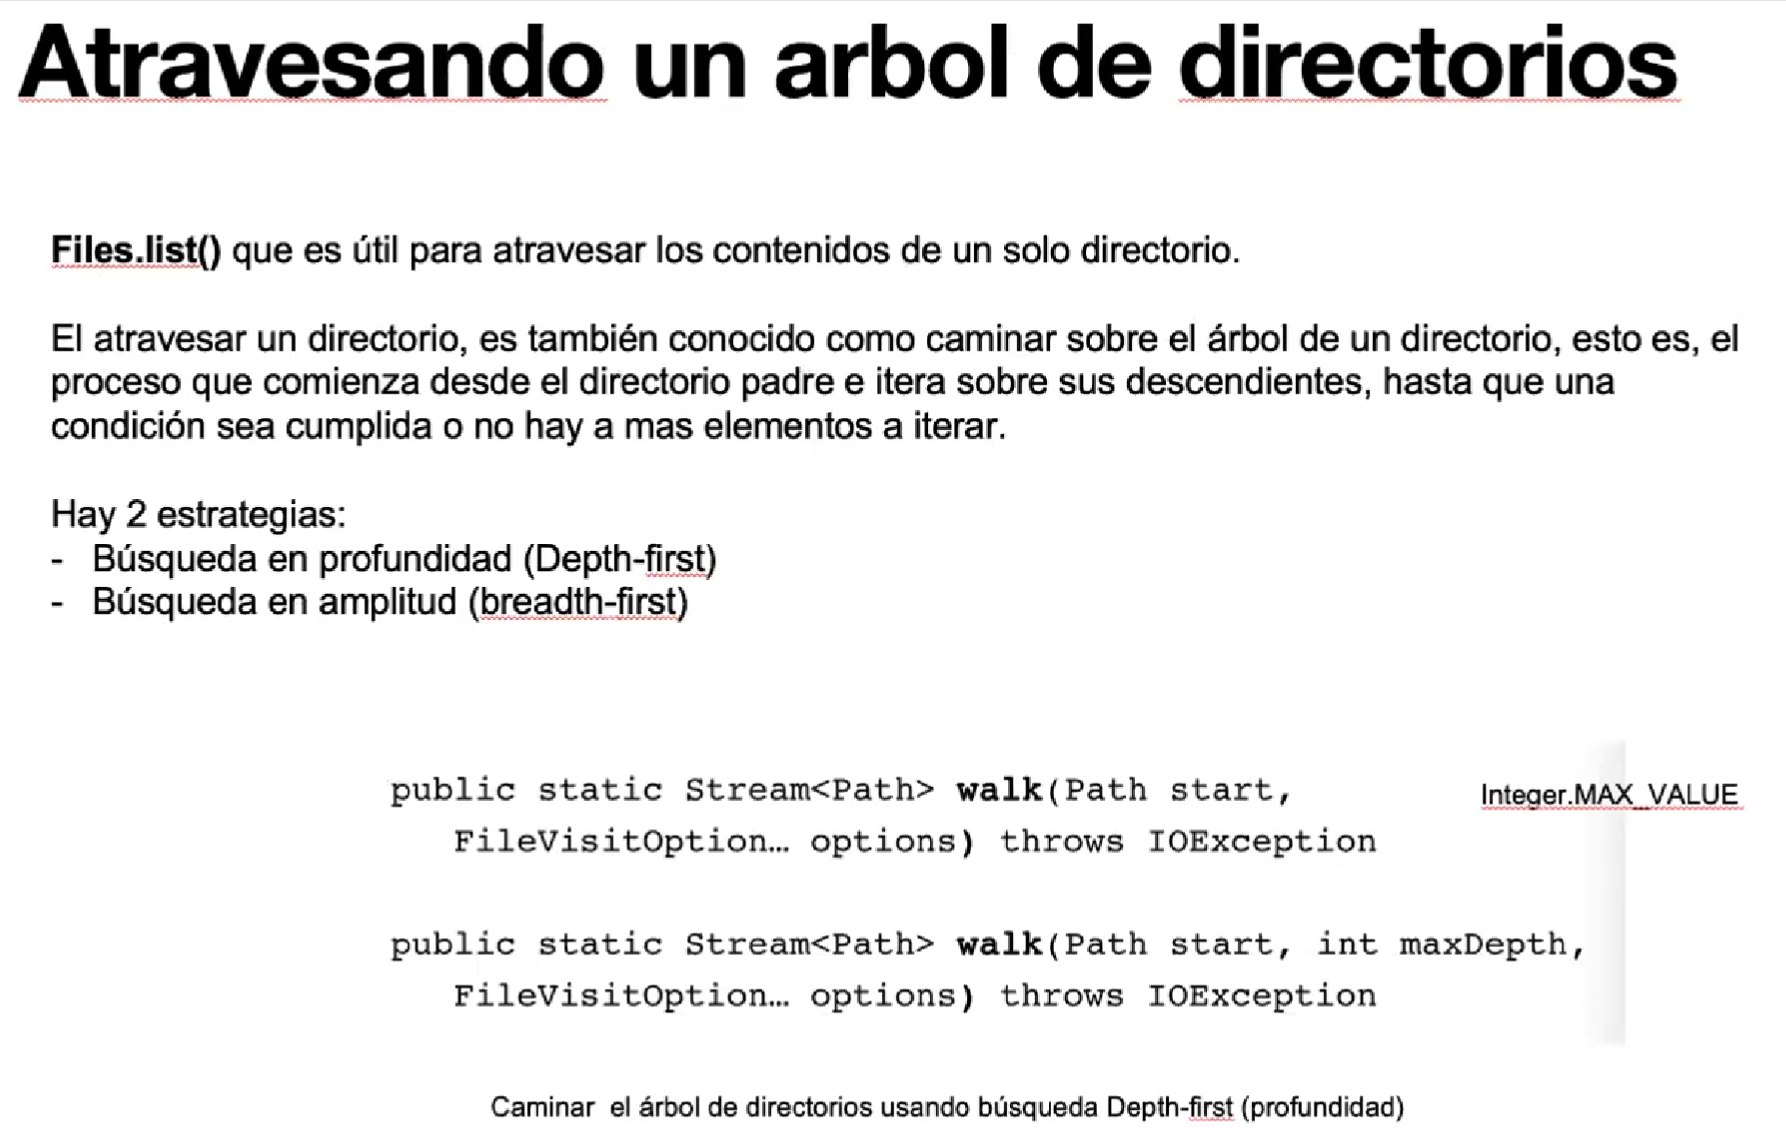 Atravesando un arbol de directorios
Files.list() que es útil para atravesar los contenidos de un solo directorio.
El atravesar un directorio, es también conocido como caminar sobre el árbol de un directorio, esto es, el
proceso que comienza desde el directorio padre e itera sobre sus descendientes, hasta que una
condición sea cumplida o no hay a mas elementos a iterar.
Hay 2 estrategias:
- Búsqueda en profundidad (Depth-first)
- Búsqueda en amplitud (breadth-first)
public static Stream<Path> walk(Path start,
Integer.MAX_VALUE
FileVisitOption… options) throws IOException
public static Stream<Path> walk(Path start, int maxDepth,
FileVisitOption… options) throws IOException
Caminar el árbol de directorios usando búsqueda Depth-first (profundidad)